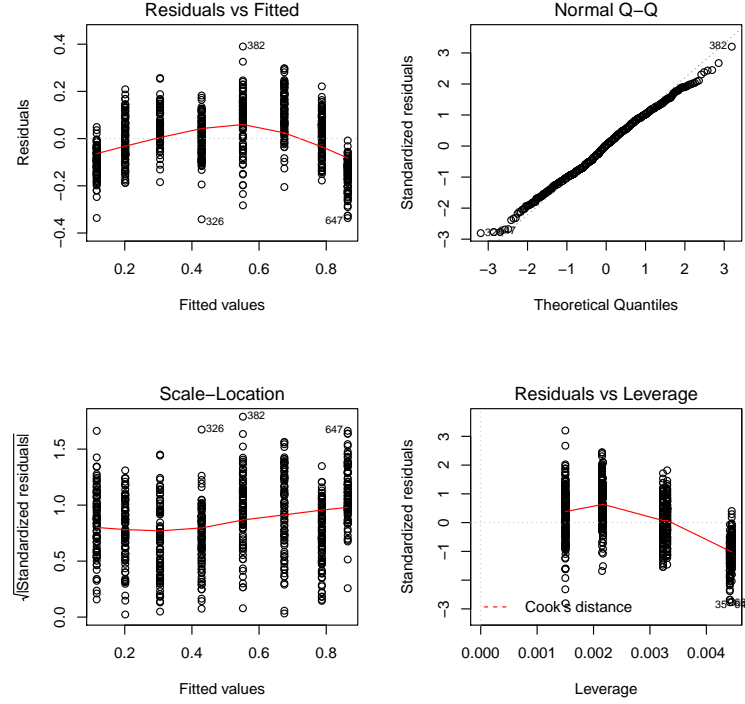 Residuals vs Fitted
Residuals
0.4
0.2
0.0
−0.2
−0.4
382
326
647
0.2 0.4 0.6 0.8
Fitted values
Normal Q−Q
Standardized residuals
3
2
1
0
−1
−2
−3
382
−3 −2 −1 0 1 2 3
Theoretical Quantiles
Scale−Location
√|Standardized residuals|
1.5
1.0
0.5
0.0
326
382
647
0.2 0.4 0.6 0.8
Fitted values
Residuals vs Leverage
Standardized residuals
3
2
1
0
−1
−3
Cook's distance
0.000 0.001 0.002 0.003 0.004
Leverage